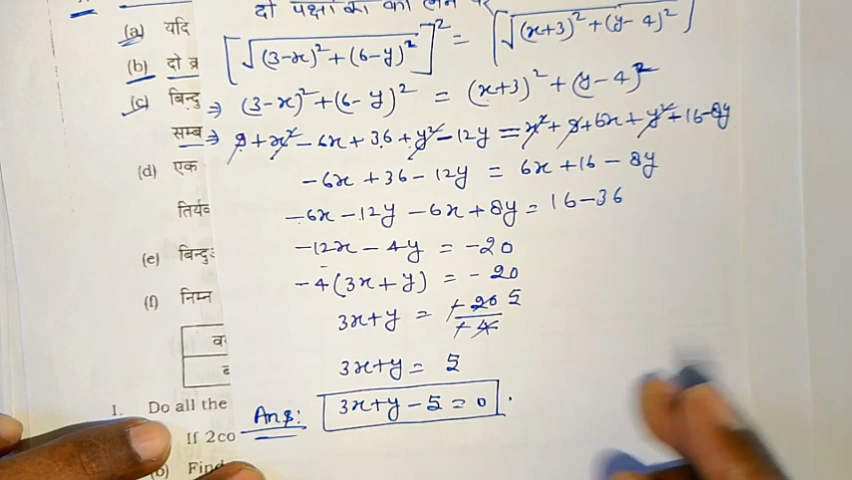 दो पक्षों का
(a) यदि
[√(3-x)²+(6-y)²]² = [√(x+3)²+(y-4)²]
(b) दो
(c) बिन्दु
⇒ (3-x)²+(6-y)² = (x+3)²+(y-4)²
सम्ब
⇒ 9+x²-6x+36+y²-12y = x²+9+6x+y²+16-8y
(d) एक
-6x+36-12y = 6x+16-8y
तिर्य
-6x-12y-6x+8y = 16-36
(e) बिन्दु
-12x-4y = -20
-4(3x+y) = -20
(f) निम्न
3x+y = -20/-4 5
3x+y = 5
1. Do all the
Ans: 3x+y-5=0.
If 2co
(b) Find